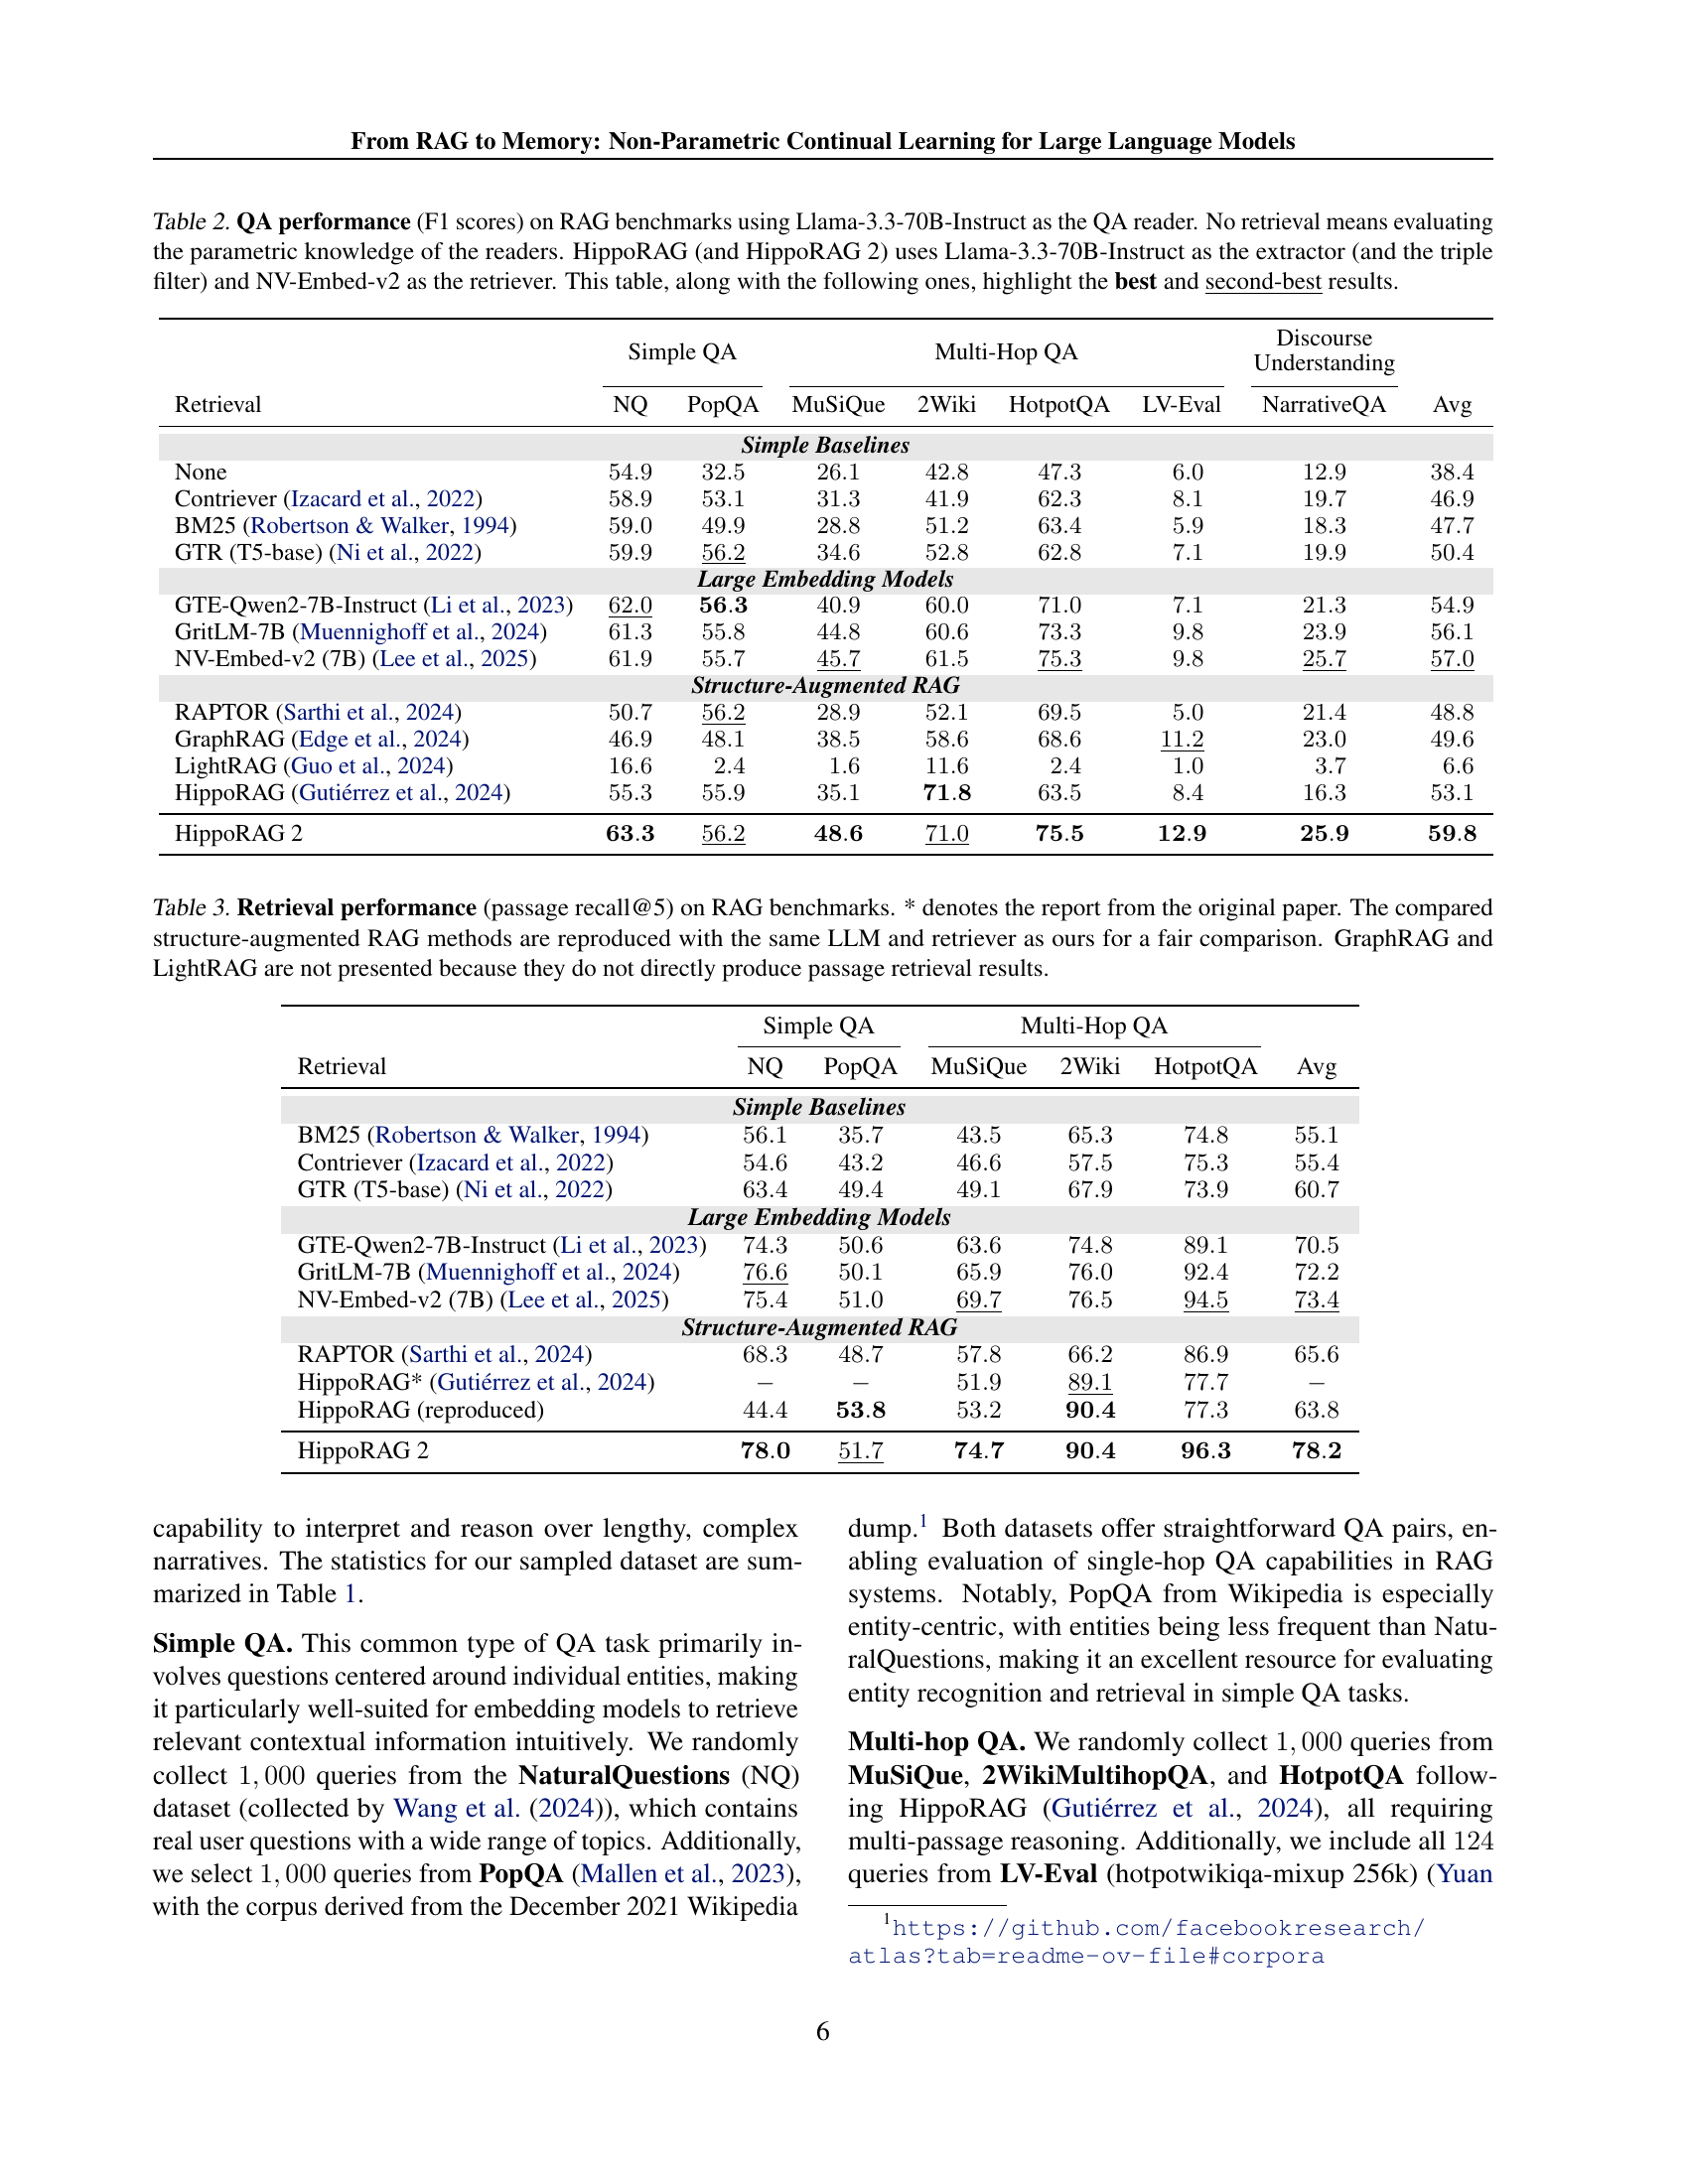 From RAG to Memory: Non-Parametric Continual Learning for Large Language Models
Table 2. QA performance (F1 scores) on RAG benchmarks using Llama-3.3-70B-Instruct as the QA reader. No retrieval means evaluating
the parametric knowledge of the readers. HippoRAG (and HippoRAG 2) uses Llama-3.3-70B-Instruct as the extractor (and the triple
filter) and NV-Embed-v2 as the retriever. This table, along with the following ones, highlight the best and second-best results.
Simple QA Multi-Hop QA Discourse
Understanding
Retrieval NQ PopQA MuSiQue 2Wiki HotpotQA LV-Eval NarrativeQA Avg
Simple Baselines
None 54.9 32.5 26.1 42.8 47.3 6.0 12.9 38.4
Contriever (Izacard et al., 2022) 58.9 53.1 31.3 41.9 62.3 8.1 19.7 46.9
BM25 (Robertson & Walker, 1994) 59.0 49.9 28.8 51.2 63.4 5.9 18.3 47.7
GTR (T5-base) (Ni et al., 2022) 59.9 56.2 34.6 52.8 62.8 7.1 19.9 50.4
Large Embedding Models
GTE-Qwen2-7B-Instruct (Li et al., 2023) 62.0 56.3 40.9 60.0 71.0 7.1 21.3 54.9
GritLM-7B (Muennighoff et al., 2024) 61.3 55.8 44.8 60.6 73.3 9.8 23.9 56.1
NV-Embed-v2 (7B) (Lee et al., 2025) 61.9 55.7 45.7 61.5 75.3 9.8 25.7 57.0
Structure-Augmented RAG
RAPTOR (Sarthi et al., 2024) 50.7 56.2 28.9 52.1 69.5 5.0 21.4 48.8
GraphRAG (Edge et al., 2024) 46.9 48.1 38.5 58.6 68.6 11.2 23.0 49.6
LightRAG (Guo et al., 2024) 16.6 2.4 1.6 11.6 2.4 1.0 3.7 6.6
HippoRAG (Gutiérrez et al., 2024) 55.3 55.9 35.1 71.8 63.5 8.4 16.3 53.1
HippoRAG 2 63.3 56.2 48.6 71.0 75.5 12.9 25.9 59.8
Table 3. Retrieval performance (passage recall@5) on RAG benchmarks. * denotes the report from the original paper. The compared
structure-augmented RAG methods are reproduced with the same LLM and retriever as ours for a fair comparison. GraphRAG and
LightRAG are not presented because they do not directly produce passage retrieval results.
Simple QA Multi-Hop QA
Retrieval NQ PopQA MuSiQue 2Wiki HotpotQA Avg
Simple Baselines
BM25 (Robertson & Walker, 1994) 56.1 35.7 43.5 65.3 74.8 55.1
Contriever (Izacard et al., 2022) 54.6 43.2 46.6 57.5 75.3 55.4
GTR (T5-base) (Ni et al., 2022) 63.4 49.4 49.1 67.9 73.9 60.7
Large Embedding Models
GTE-Qwen2-7B-Instruct (Li et al., 2023) 74.3 50.6 63.6 74.8 89.1 70.5
GritLM-7B (Muennighoff et al., 2024) 76.6 50.1 65.9 76.0 92.4 72.2
NV-Embed-v2 (7B) (Lee et al., 2025) 75.4 51.0 69.7 76.5 94.5 73.4
Structure-Augmented RAG
RAPTOR (Sarthi et al., 2024) 68.3 48.7 57.8 66.2 86.9 65.6
HippoRAG* (Gutiérrez et al., 2024) – – 51.9 89.1 77.7 –
HippoRAG (reproduced) 44.4 53.8 53.2 90.4 77.3 63.8
HippoRAG 2 78.0 51.7 74.7 90.4 96.3 78.2
capability to interpret and reason over lengthy, complex
narratives. The statistics for our sampled dataset are sum-
marized in Table 1.
Simple QA. This common type of QA task primarily in-
volves questions centered around individual entities, making
it particularly well-suited for embedding models to retrieve
relevant contextual information intuitively. We randomly
collect 1, 000 queries from the NaturalQuestions (NQ)
dataset (collected by Wang et al. (2024)), which contains
real user questions with a wide range of topics. Additionally,
we select 1, 000 queries from PopQA (Mallen et al., 2023),
with the corpus derived from the December 2021 Wikipedia
dump.1 Both datasets offer straightforward QA pairs, en-
abling evaluation of single-hop QA capabilities in RAG
systems. Notably, PopQA from Wikipedia is especially
entity-centric, with entities being less frequent than Natu-
ralQuestions, making it an excellent resource for evaluating
entity recognition and retrieval in simple QA tasks.
Multi-hop QA. We randomly collect 1, 000 queries from
MuSiQue, 2WikiMultihopQA, and HotpotQA follow-
ing HippoRAG (Gutiérrez et al., 2024), all requiring
multi-passage reasoning. Additionally, we include all 124
queries from LV-Eval (hotpotwikiqa-mixup 256k) (Yuan
1https://github.com/facebookresearch/
atlas?tab=readme-ov-file#corpora
6